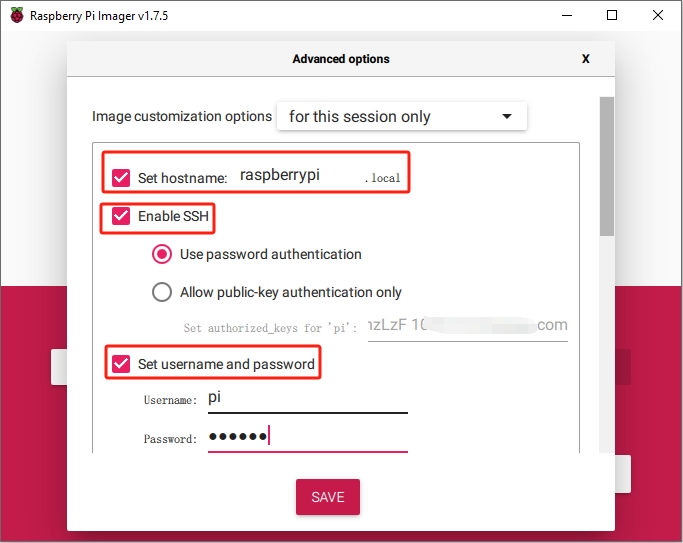 Raspberry Pi Imager v1.7.5
Advanced options X
Image customization options for this session only
Set hostname: raspberrypi .local
Enable SSH
Use password authentication
Allow public-key authentication only
Set authorized_keys for 'pi': nzLzF 10 com
Set username and password
Username: pi
Password: ●●●●●●
SAVE